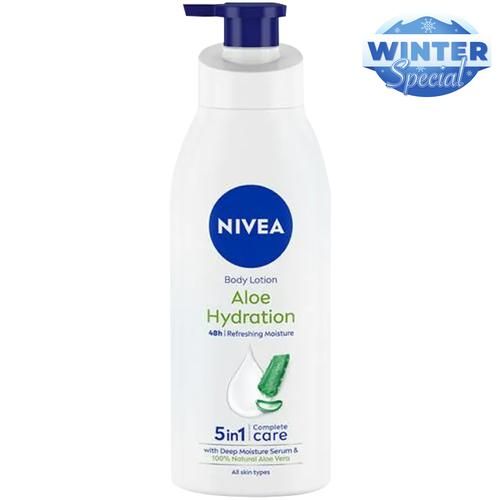 WINTER
Special
NIVEA
Body Lotion
Aloe
Hydration
48h | Refreshing Moisture
5in1 | Complete care
with Deep Moisture Serum &
100% Natural Aloe Vera
All skin types